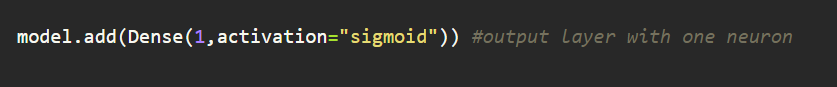 model.add(Dense(1,activation="sigmoid")) #output layer with one neuron